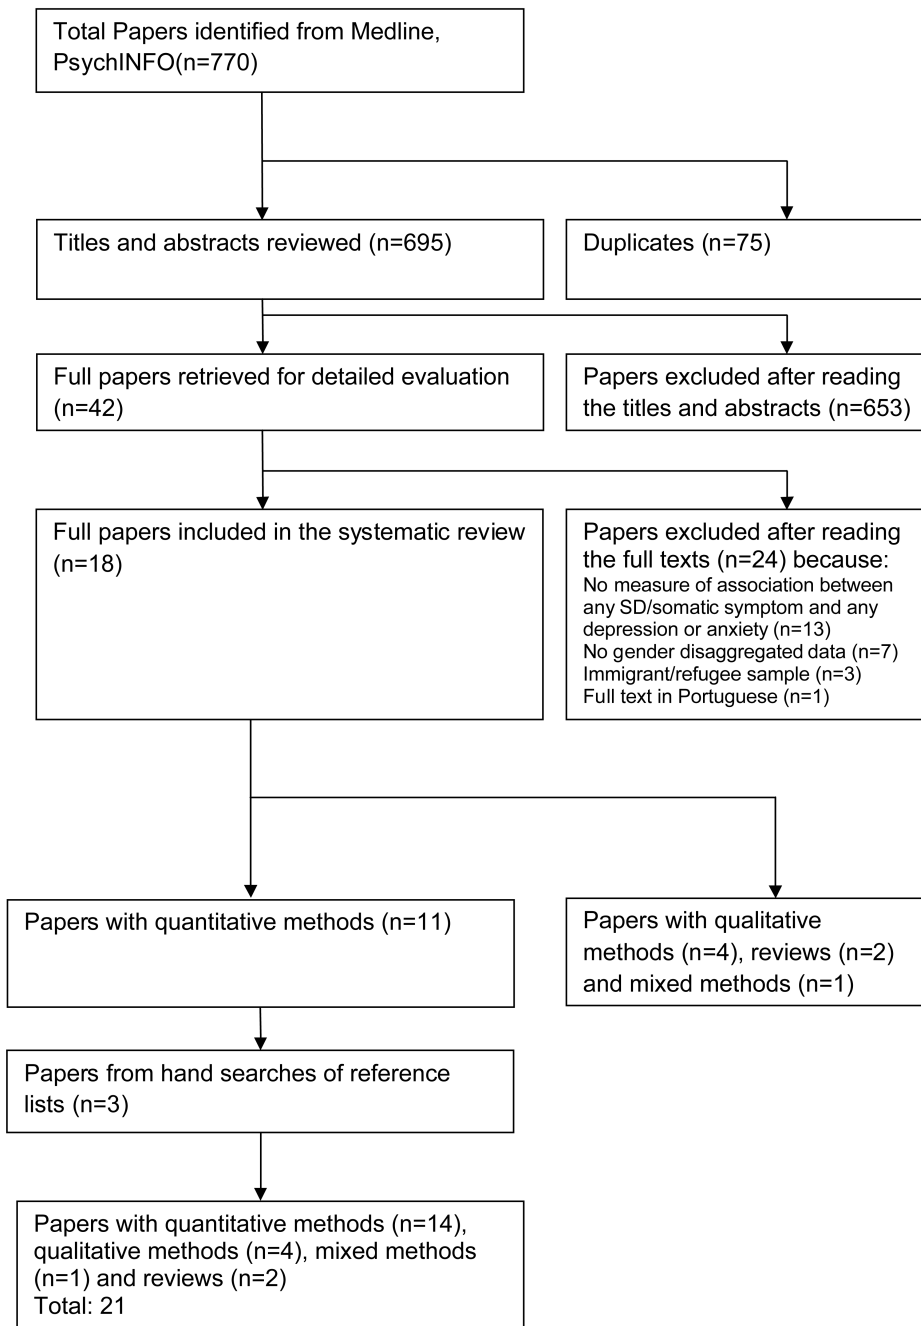 Total Papers identified from Medline,
PsychINFO(n=770)
Titles and abstracts reviewed (n=695)
Duplicates (n=75)
Full papers retrieved for detailed evaluation
(n=42)
Papers excluded after reading
the titles and abstracts (n=653)
Full papers included in the systematic review
(n=18)
Papers excluded after reading
the full texts (n=24) because:
No measure of association between
any SD/somatic symptom and any
depression or anxiety (n=13)
No gender disaggregated data (n=7)
Immigrant/refugee sample (n=3)
Full text in Portuguese (n=1)
Papers with quantitative methods (n=11)
Papers with qualitative
methods (n=4), reviews (n=2)
and mixed methods (n=1)
Papers from hand searches of reference
lists (n=3)
Papers with quantitative methods (n=14),
qualitative methods (n=4), mixed methods
(n=1) and reviews (n=2)
Total: 21